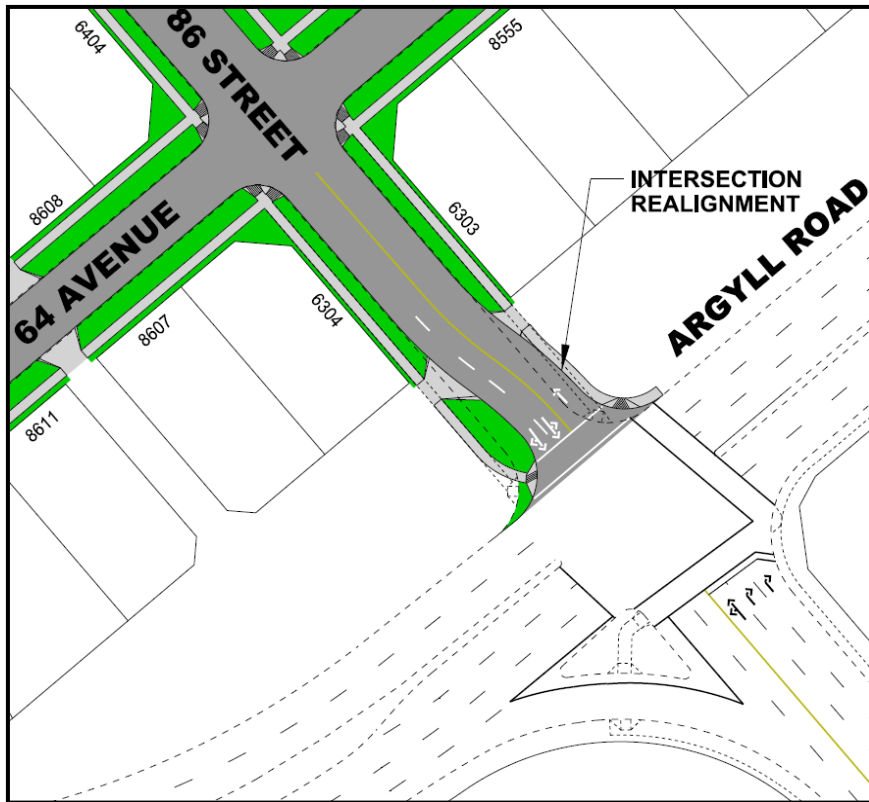 6404
86 STREET
8555
8608
64 AVENUE
6303
INTERSECTION
REALIGNMENT
ARGYLL ROAD
6304
8607
8611